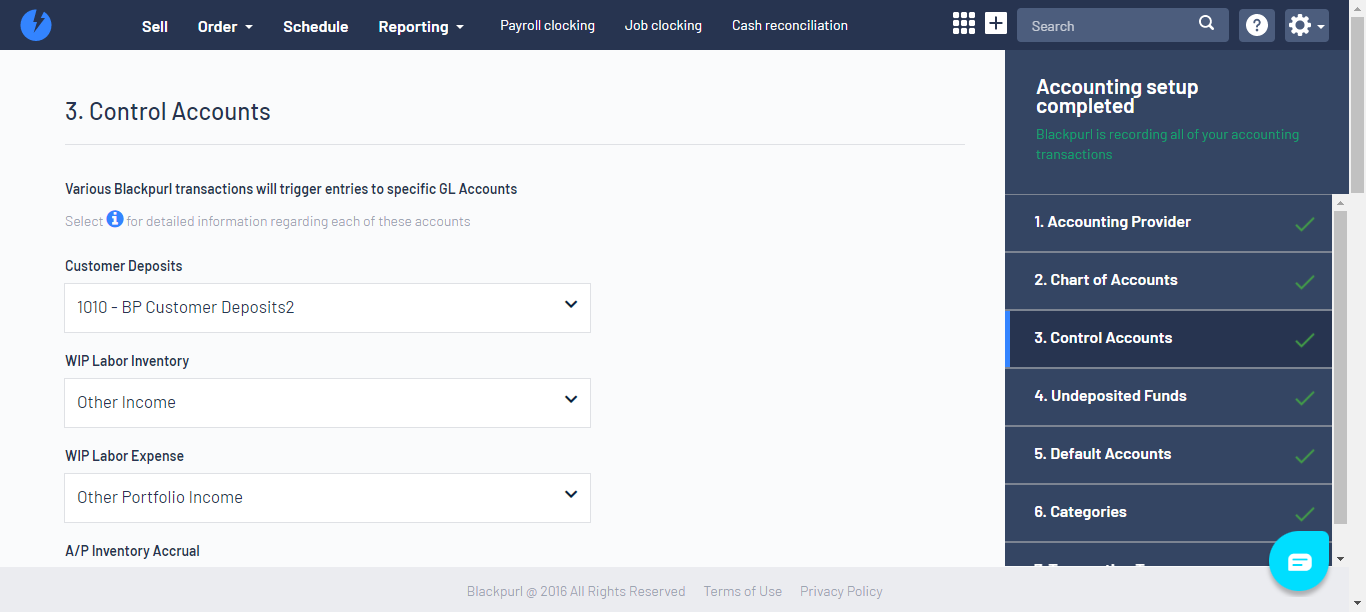 Sell
Order
Schedule
Reporting
Payroll clocking
Job clocking
Cash reconciliation
Search
3. Control Accounts
Various Blackpurl transactions will trigger entries to specific GL Accounts
Select i for detailed information regarding each of these accounts
Customer Deposits
1010 - BP Customer Deposits2
WIP Labor Inventory
Other Income
WIP Labor Expense
Other Portfolio Income
A/P Inventory Accrual
Accounting setup
completed
Blackpurl is recording all of your accounting
transactions
1. Accounting Provider
2. Chart of Accounts
3. Control Accounts
4. Undeposited Funds
5. Default Accounts
6. Categories
Blackpurl @ 2016 All Rights Reserved
Terms of Use
Privacy Policy